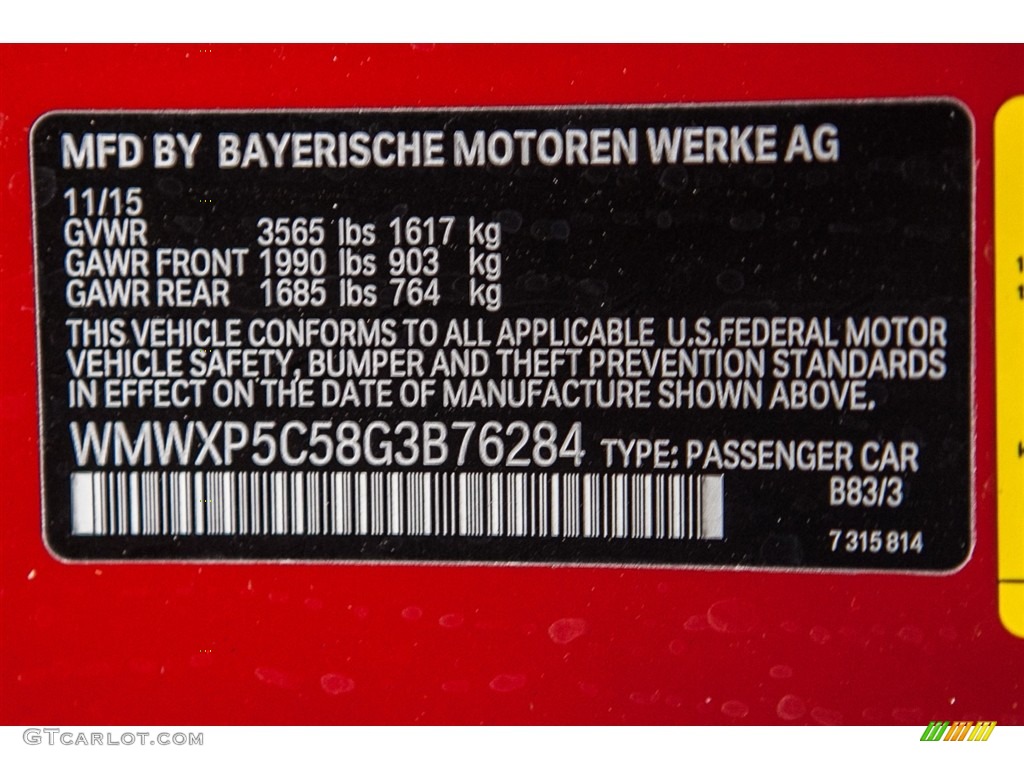 MFD BY BAYERISCHE MOTOREN WERKE AG
11/15
GVWR 3565 lbs 1617 kg
GAWR FRONT 1990 lbs 903 kg
GAWR REAR 1685 lbs 764 kg
THIS VEHICLE CONFORMS TO ALL APPLICABLE U.S.FEDERAL MOTOR
VEHICLE SAFETY, BUMPER AND THEFT PREVENTION STANDARDS
IN EFFECT ON THE DATE OF MANUFACTURE SHOWN ABOVE.
WMWXP5C58G3B76284 TYPE: PASSENGER CAR
B83/3
7 315 814
GTcarlot.com